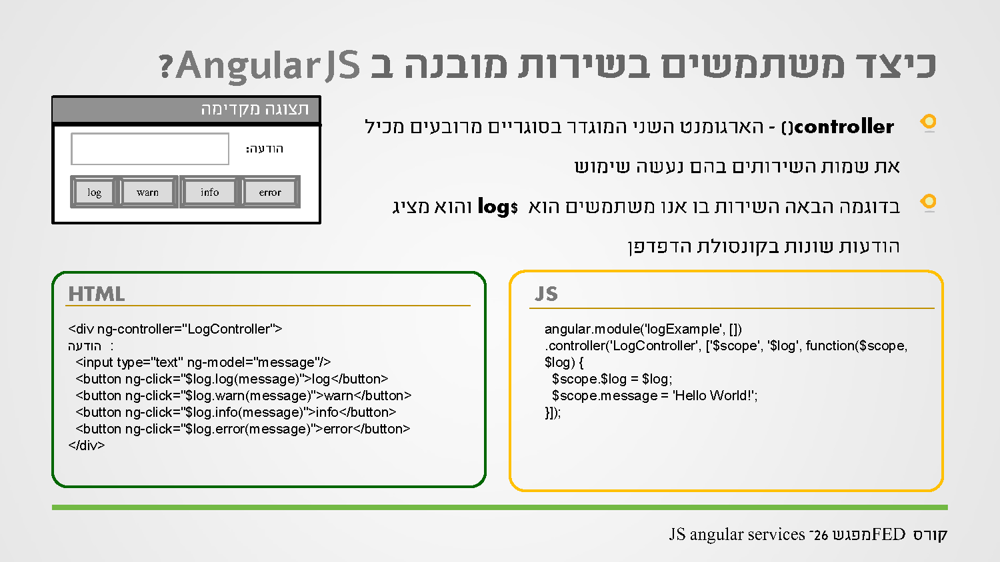 כיצד משתמשים בשירות מובנה ב AngularJS?
תצוגה מקדימה
הודעה:
log warn info error
controller() - הארגומנט השני המוגדר בסוגריים מרובעים מכיל
את שמות השירותים בהם נעשה שימוש
בדוגמה הבאה השירות בו אנו משתמשים הוא $log והוא מציג
הודעות שונות בקונסולת הדפדפן
HTML
<div ng-controller="LogController">
הודעה :
<input type="text" ng-model="message"/>
<button ng-click="$log.log(message)">log</button>
<button ng-click="$log.warn(message)">warn</button>
<button ng-click="$log.info(message)">info</button>
<button ng-click="$log.error(message)">error</button>
</div>
JS
angular.module('logExample', [])
.controller('LogController', ['$scope', '$log', function($scope,
$log) {
$scope.$log = $log;
$scope.message = 'Hello World!';
}]);
קורס FEDמפגש 26־ JS angular services